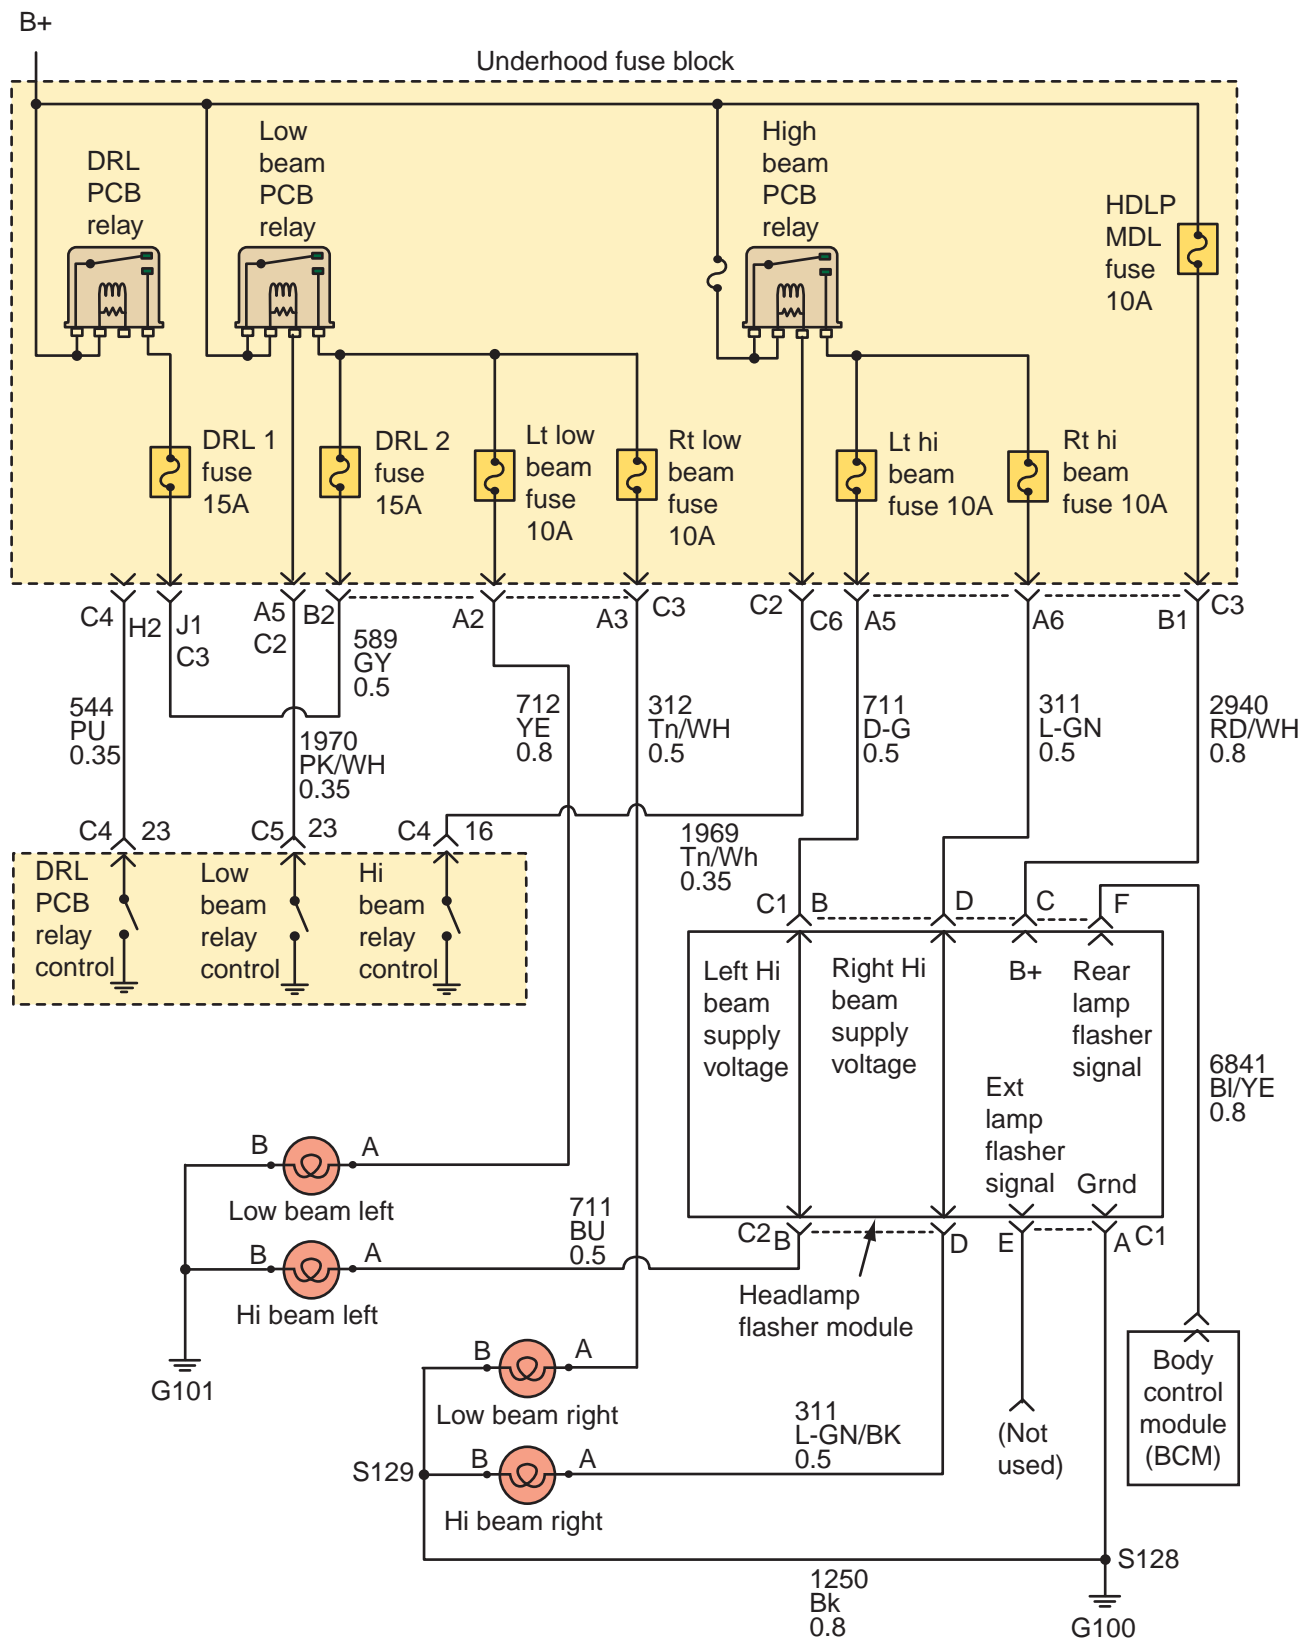 B+
Underhood fuse block
DRL
PCB
relay
Low
beam
PCB
relay
High
beam
PCB
relay
HDLP
MDL
fuse
10A
DRL 1
fuse
15A
DRL 2
fuse
15A
Lt low
beam
fuse
10A
Rt low
beam
fuse
10A
Lt hi
beam
fuse 10A
Rt hi
beam
fuse 10A
C4
H2
J1
C3
A5
C2
B2
A2
A3
C3
C2
C6
A5
A6
B1
C3
544
PU
0.35
589
GY
0.5
1970
PK/WH
0.35
712
YE
0.8
312
Tn/WH
0.5
711
D-G
0.5
311
L-GN
0.5
2940
RD/WH
0.8
1969
Tn/Wh
0.35
C4
23
C5
23
C4
16
DRL
PCB
relay
control
Low
beam
relay
control
Hi
beam
relay
control
C1
B
D
C
F
Left Hi
beam
supply
voltage
Right Hi
beam
supply
voltage
B+
Rear
lamp
flasher
signal
Ext
lamp
flasher
signal
Grnd
6841
Bl/YE
0.8
C2
B
D
E
A
C1
Headlamp
flasher module
B
A
Low beam left
711
BU
0.5
B
A
Hi beam left
G101
B
A
Low beam right
311
L-GN/BK
0.5
S129
B
A
Hi beam right
(Not
used)
Body
control
module
(BCM)
S128
1250
Bk
0.8
G100